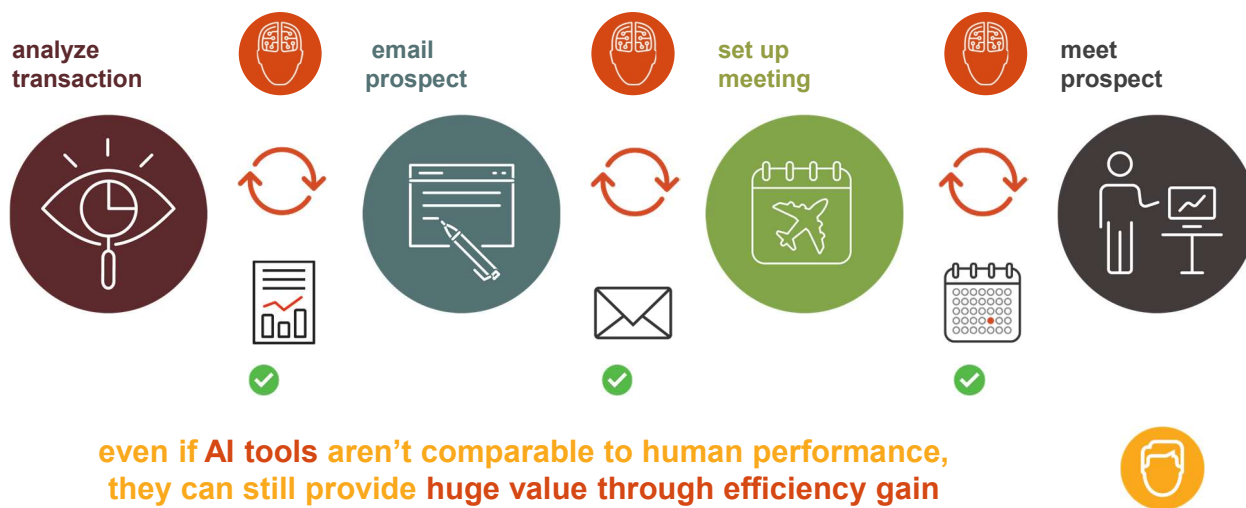 analyze
transaction
email
prospect
set up
meeting
meet
prospect
even if AI tools aren’t comparable to human performance,
they can still provide huge value through efficiency gain